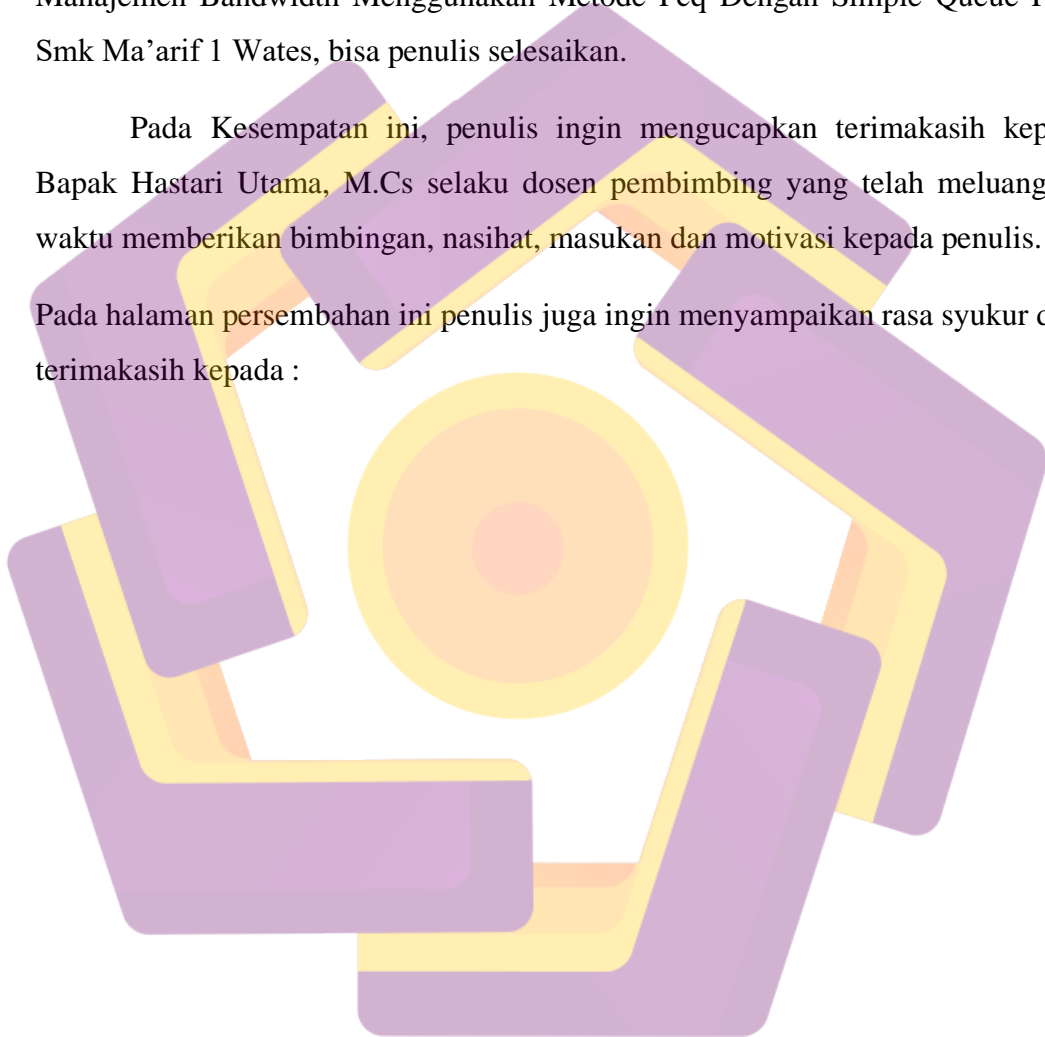 Manajemen Bandwidth Menggunakan Metode Pcq Dengan Simple Queue
Smk Ma’arif 1 Wates, bisa penulis selesaikan.
Pada Kesempatan ini, penulis ingin mengucapkan terimakasih kep
Bapak Hastari Utama, M.Cs selaku dosen pembimbing yang telah meluang
waktu memberikan bimbingan, nasihat, masukan dan motivasi kepada penulis.
Pada halaman persembahan ini penulis juga ingin menyampaikan rasa syukur
terimakasih kepada :